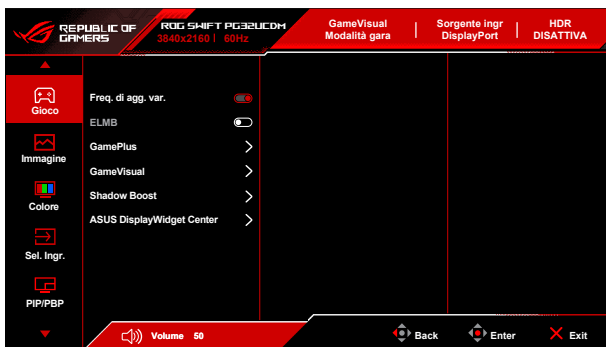 REPUBLIC OF
GAMERS
ROG SWIFT PG32UCDM
3840x2160 60Hz
GameVisual
Modalità gara
Sorgente ingr
DisplayPort
HDR
DISATTIVA
Gioco
Immagine
Colore
Sel. Ingr.
PIP/PBP
Freq. di agg. var.
ELMB
GamePlus
GameVisual
Shadow Boost
ASUS DisplayWidget Center
Volume 50
Back
Enter
Exit